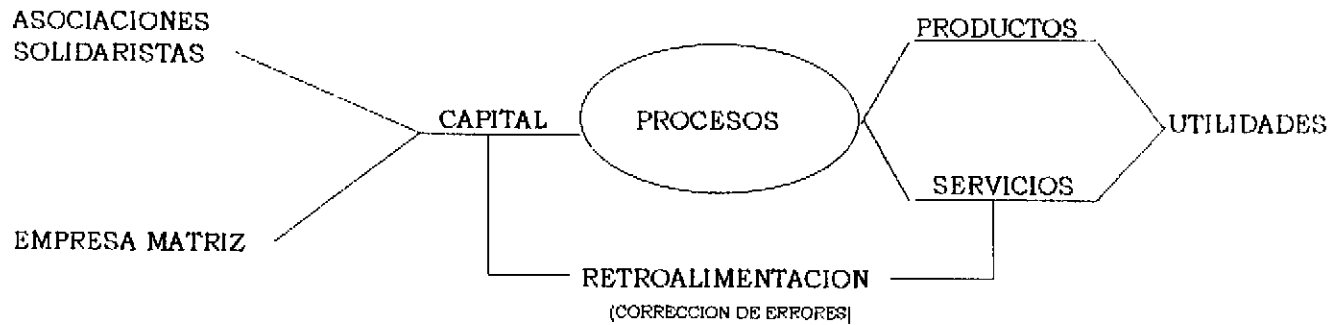 ASOCIACIONES
SOLIDARISTAS
PRODUCTOS
CAPITAL
PROCESOS
UTILIDADES
SERVICIOS
EMPRESA MATRIZ
RETROALIMENTACION
(CORRECCION DE ERRORES)